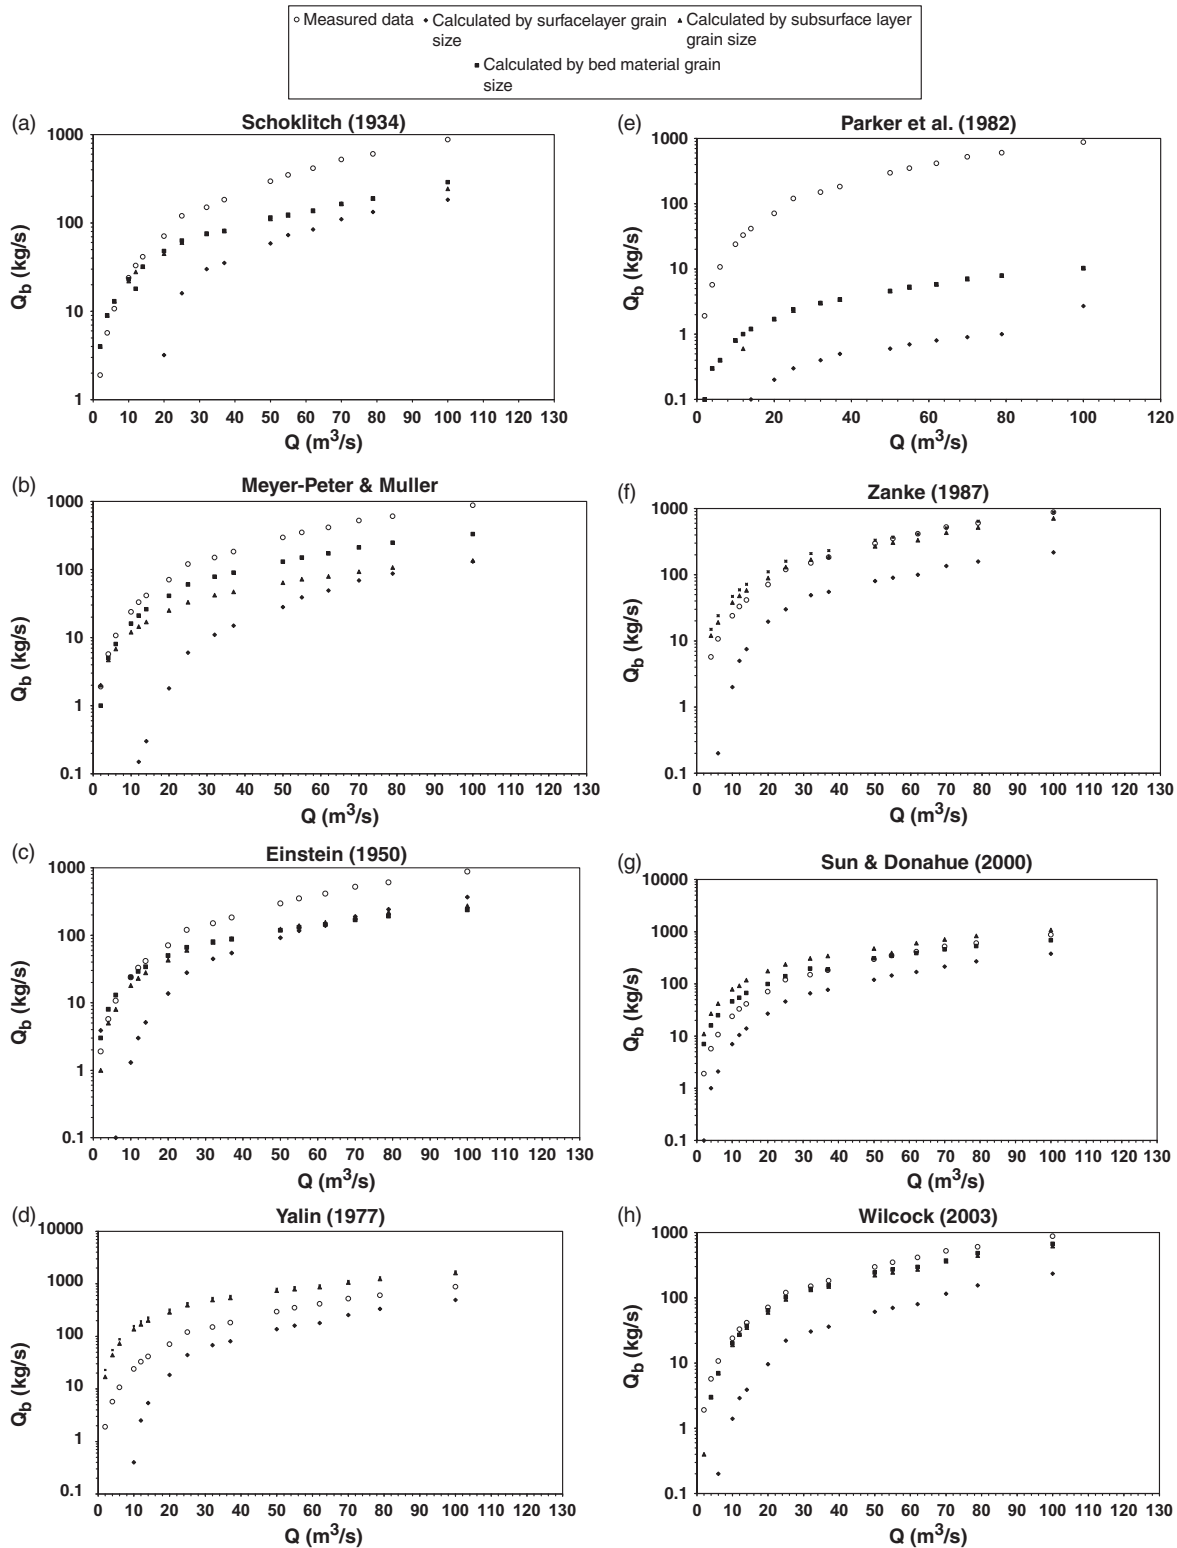 Measured data
Calculated by surfacelayer grain size
Calculated by subsurface layer grain size
Calculated by bed material grain size
(a)
Schoklitch (1934)
1000
100
10
1
Qb (kg/s)
0 10 20 30 40 50 60 70 80 90 100 110 120 130
Q (m³/s)
(b)
Meyer-Peter & Muller
1000
100
10
1
0.1
Qb (kg/s)
0 10 20 30 40 50 60 70 80 90 100 110 120 130
Q (m³/s)
(c)
Einstein (1950)
1000
100
10
1
0.1
Qb (kg/s)
0 10 20 30 40 50 60 70 80 90 100 110 120 130
Q (m³/s)
(d)
Yalin (1977)
10000
1000
100
10
1
0.1
Qb (kg/s)
0 10 20 30 40 50 60 70 80 90 100 110 120 130
Q (m³/s)
(e)
Parker et al. (1982)
1000
100
10
1
0.1
Qb (kg/s)
0 20 40 60 80 100 120
Q (m³/s)
(f)
Zanke (1987)
1000
100
10
1
0.1
Qb (kg/s)
0 10 20 30 40 50 60 70 80 90 100 110 120 130
Q (m³/s)
(g)
Sun & Donahue (2000)
10000
1000
100
10
1
0.1
Qb (kg/s)
0 10 20 30 40 50 60 70 80 90 100 110 120 130
Q (m³/s)
(h)
Wilcock (2003)
1000
100
10
1
0.1
Qb (kg/s)
0 10 20 30 40 50 60 70 80 90 100 110 120 130
Q (m³/s)